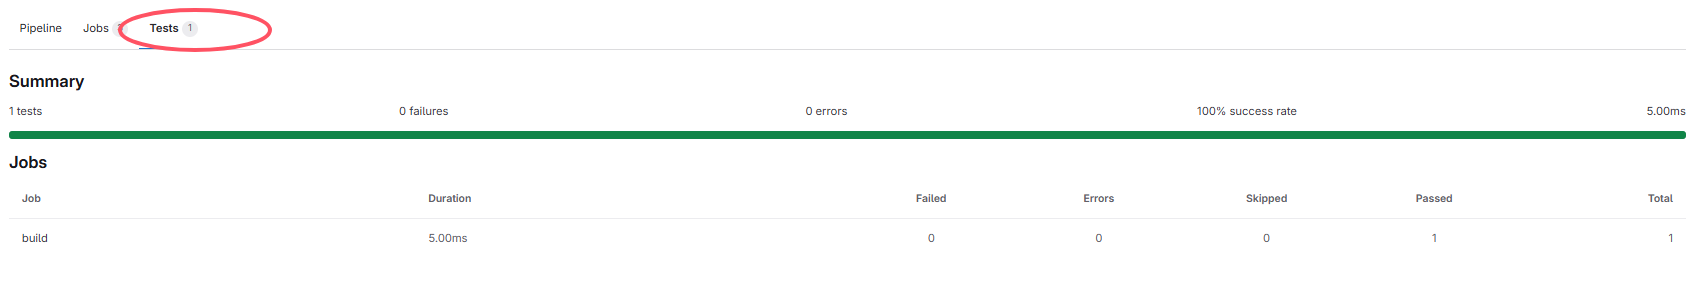 Pipeline Jobs Tests 1
Summary
1 tests 0 failures 0 errors 100% success rate 5.00ms
Jobs
Job Duration Failed Errors Skipped Passed Total
build 5.00ms 0 0 0 1 1